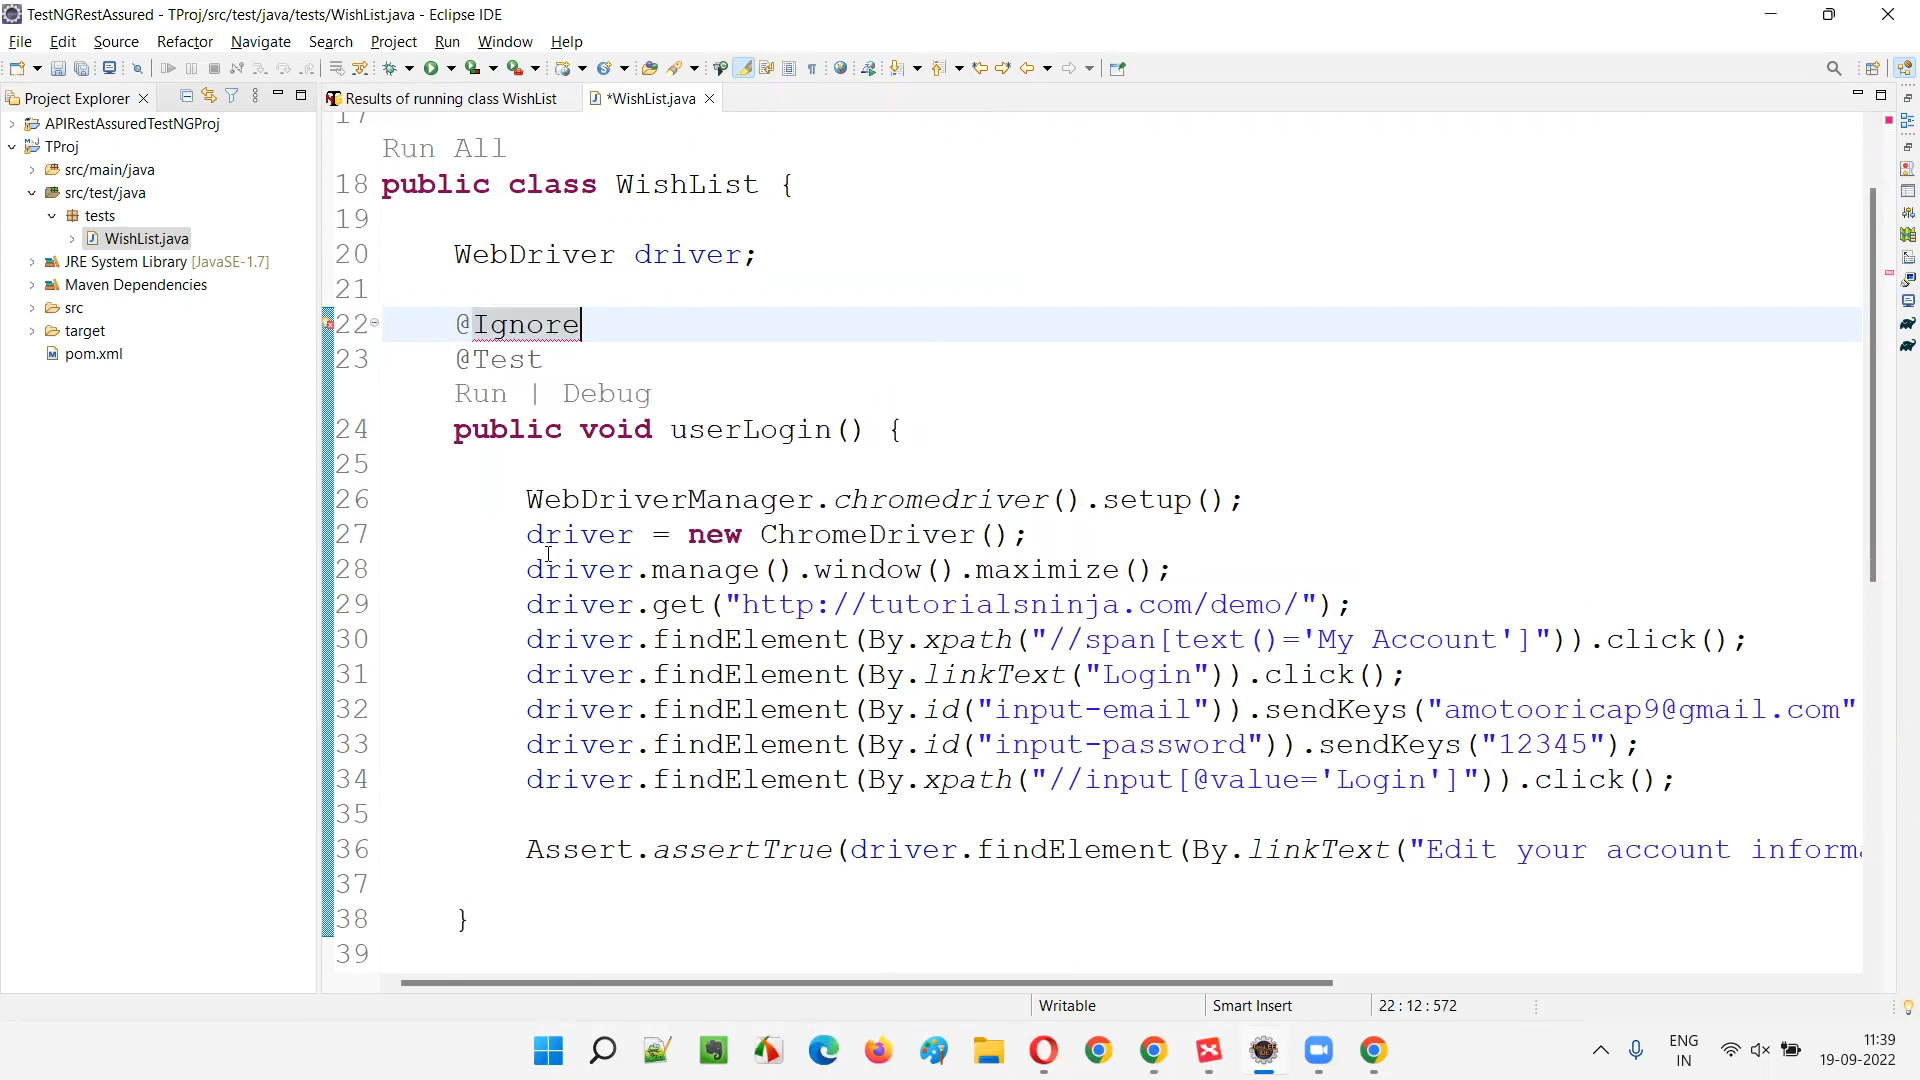 TestNGRestAssured - TProj/src/test/java/tests/WishList.java - Eclipse IDE
File Edit Source Refactor Navigate Search Project Run Window Help
Project Explorer
Results of running class WishList
*WishList.java
APIRestAssuredTestNGProj
TProj
src/main/java
src/test/java
tests
WishList.java
JRE System Library [JavaSE-1.7]
Maven Dependencies
src
target
pom.xml
17
Run All
18 public class WishList {
19
20 WebDriver driver;
21
22 @Ignore
23 @Test
Run | Debug
24 public void userLogin() {
25
26 WebDriverManager.chromedriver().setup();
27 driver = new ChromeDriver();
28 driver.manage().window().maximize();
29 driver.get("http://tutorialsninja.com/demo/");
30 driver.findElement(By.xpath("//span[text()='My Account']")).click();
31 driver.findElement(By.linkText("Login")).click();
32 driver.findElement(By.id("input-email")).sendKeys("amotooricap9@gmail.com"
33 driver.findElement(By.id("input-password")).sendKeys("12345");
34 driver.findElement(By.xpath("//input[@value='Login']")).click();
35
36 Assert.assertTrue(driver.findElement(By.linkText("Edit your account inform
37
38 }
39
Writable
Smart Insert
22 : 12 : 572
ENG
IN
11:39
19-09-2022